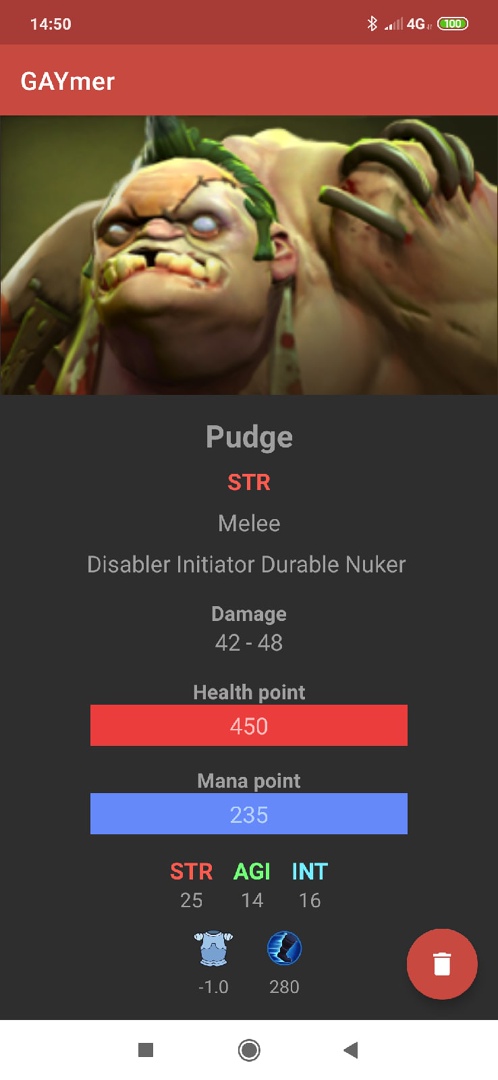 14:50
4G
100
GAYmer
Pudge
STR
Melee
Disabler Initiator Durable Nuker
Damage
42 - 48
Health point
450
Mana point
235
STR AGI INT
25 14 16
-1.0 280